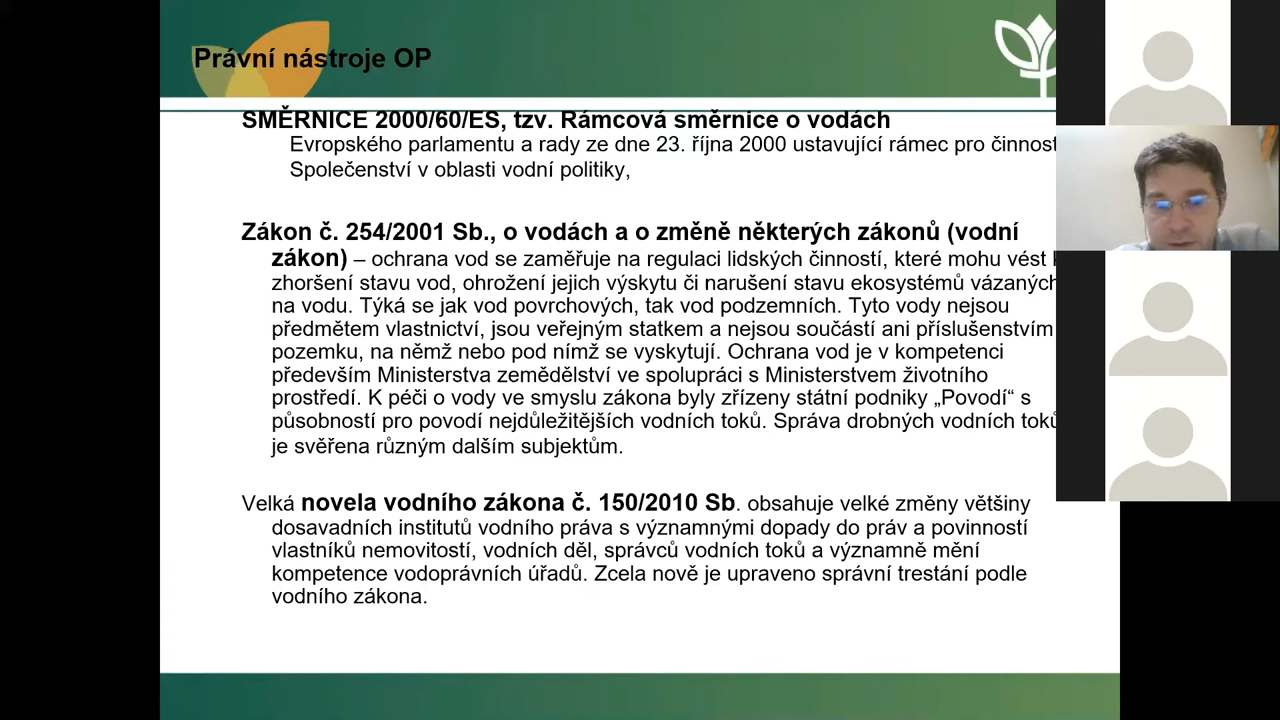 Právní nástroje OP
SMĚRNICE 2000/60/ES, tzv. Rámcová směrnice o vodách
Evropského parlamentu a rady ze dne 23. října 2000 ustavující rámec pro činnost
Společenství v oblasti vodní politiky,
Zákon č. 254/2001 Sb., o vodách a o změně některých zákonů (vodní
zákon) – ochrana vod se zaměřuje na regulaci lidských činností, které mohu vést
zhoršení stavu vod, ohrožení jejich výskytu či narušení stavu ekosystémů vázaných
na vodu. Týká se jak vod povrchových, tak vod podzemních. Tyto vody nejsou
předmětem vlastnictví, jsou veřejným statkem a nejsou součástí ani příslušenstvím
pozemku, na němž nebo pod nímž se vyskytují. Ochrana vod je v kompetenci
především Ministerstva zemědělství ve spolupráci s Ministerstvem životního
prostředí. K péči o vody ve smyslu zákona byly zřízeny státní podniky „Povodí“ s
působností pro povodí nejdůležitějších vodních toků. Správa drobných vodních toků
je svěřena různým dalším subjektům.
Velká novela vodního zákona č. 150/2010 Sb. obsahuje velké změny většiny
dosavadních institutů vodního práva s významnými dopady do práv a povinností
vlastníků nemovitostí, vodních děl, správců vodních toků a významně mění
kompetence vodoprávních úřadů. Zcela nově je upraveno správní trestání podle
vodního zákona.